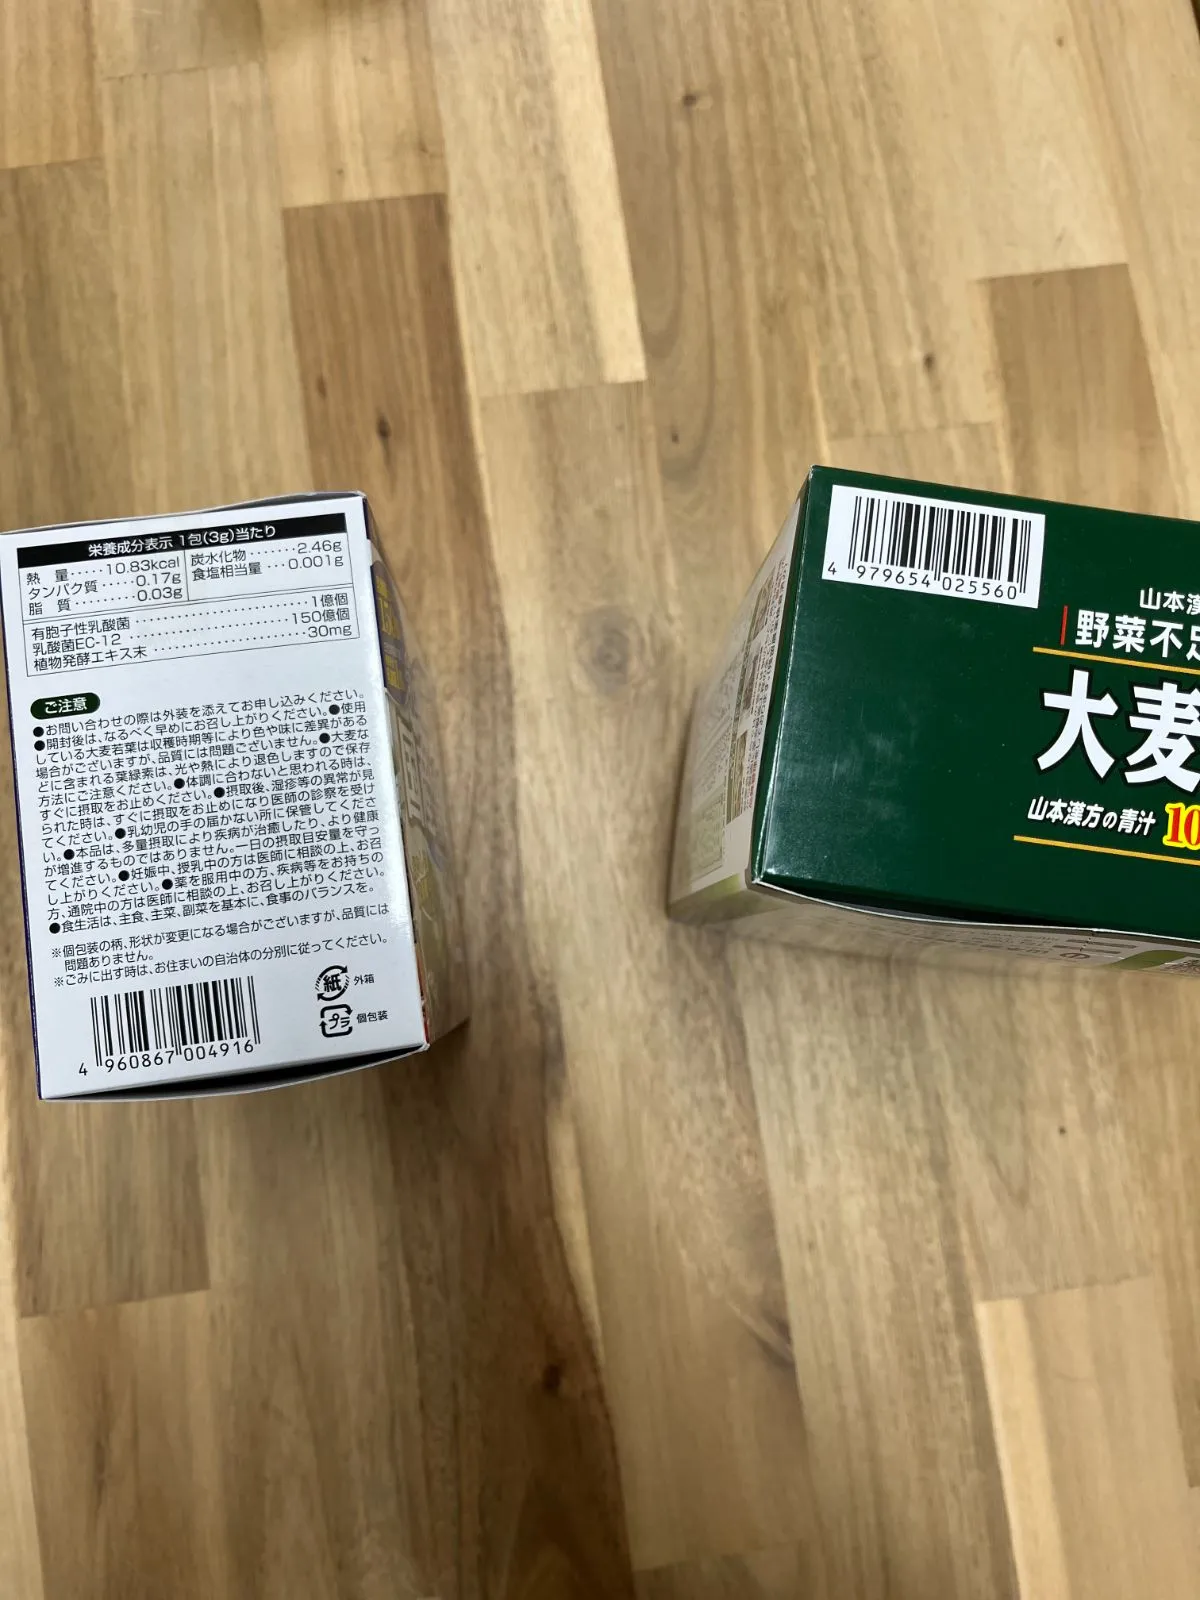 栄養成分表示 1包(3g)当たり
熱量‥‥‥10.83kcal
タンパク質‥‥‥0.17g
脂質‥‥‥‥0.03g
炭水化物‥‥‥2.46g
食塩相当量‥‥0.001g
有胞子性乳酸菌‥‥‥‥‥‥‥‥1億個
乳酸菌EC-12‥‥‥‥‥‥‥‥150億個
植物発酵エキス末‥‥‥‥‥‥‥‥30mg
ご注意
●お問い合わせの際は外装を添えてお申し込みください。
●開封後は、なるべく早めにお召し上がりください。●使用
している大麦若葉は収穫時期等により色や味に差異がある
場合がございますが、品質には問題ございません。●大麦な
どに含まれる葉緑素は、光や熱により退色しますので保存
方法にご注意ください。●体調に合わないと思われる時は、
すぐに摂取をお止めください。●摂取後、湿疹等の異常が見
られた時は、すぐに摂取をお止めになり医師の診察を受け
てください。●乳幼児の手の届かない所に保管してくださ
い。●本品は、多量摂取により疾病が治癒したり、より健康
が増進するものではありません。一日の摂取目安量を守っ
てください。●妊娠中、授乳中の方は医師に相談の上、お召
し上がりください。●薬を服用中の方、疾病等をお持ちの
方、通院中の方は医師に相談の上、お召し上がりください。
●食生活は、主食、主菜、副菜を基本に、食事のバランスを。
※個包装の柄、形状が変更になる場合がございますが、品質には
問題ありません。
※ごみに出す時は、お住まいの自治体の分別に従ってください。
紙 外箱
プラ 個包装
4 960867 004916
4 979654 025560
山本漢
野菜不足
大麦
山本漢方の青汁 10